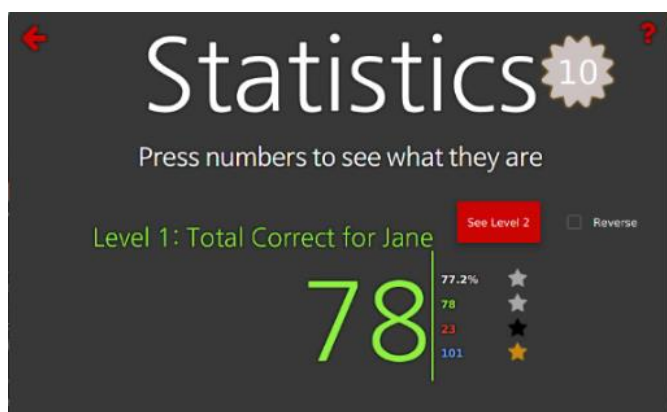 ?
Statistics
10
Press numbers to see what they are
See Level 2
Reverse
Level 1: Total Correct for Jane
78
77.2%
78
23
101